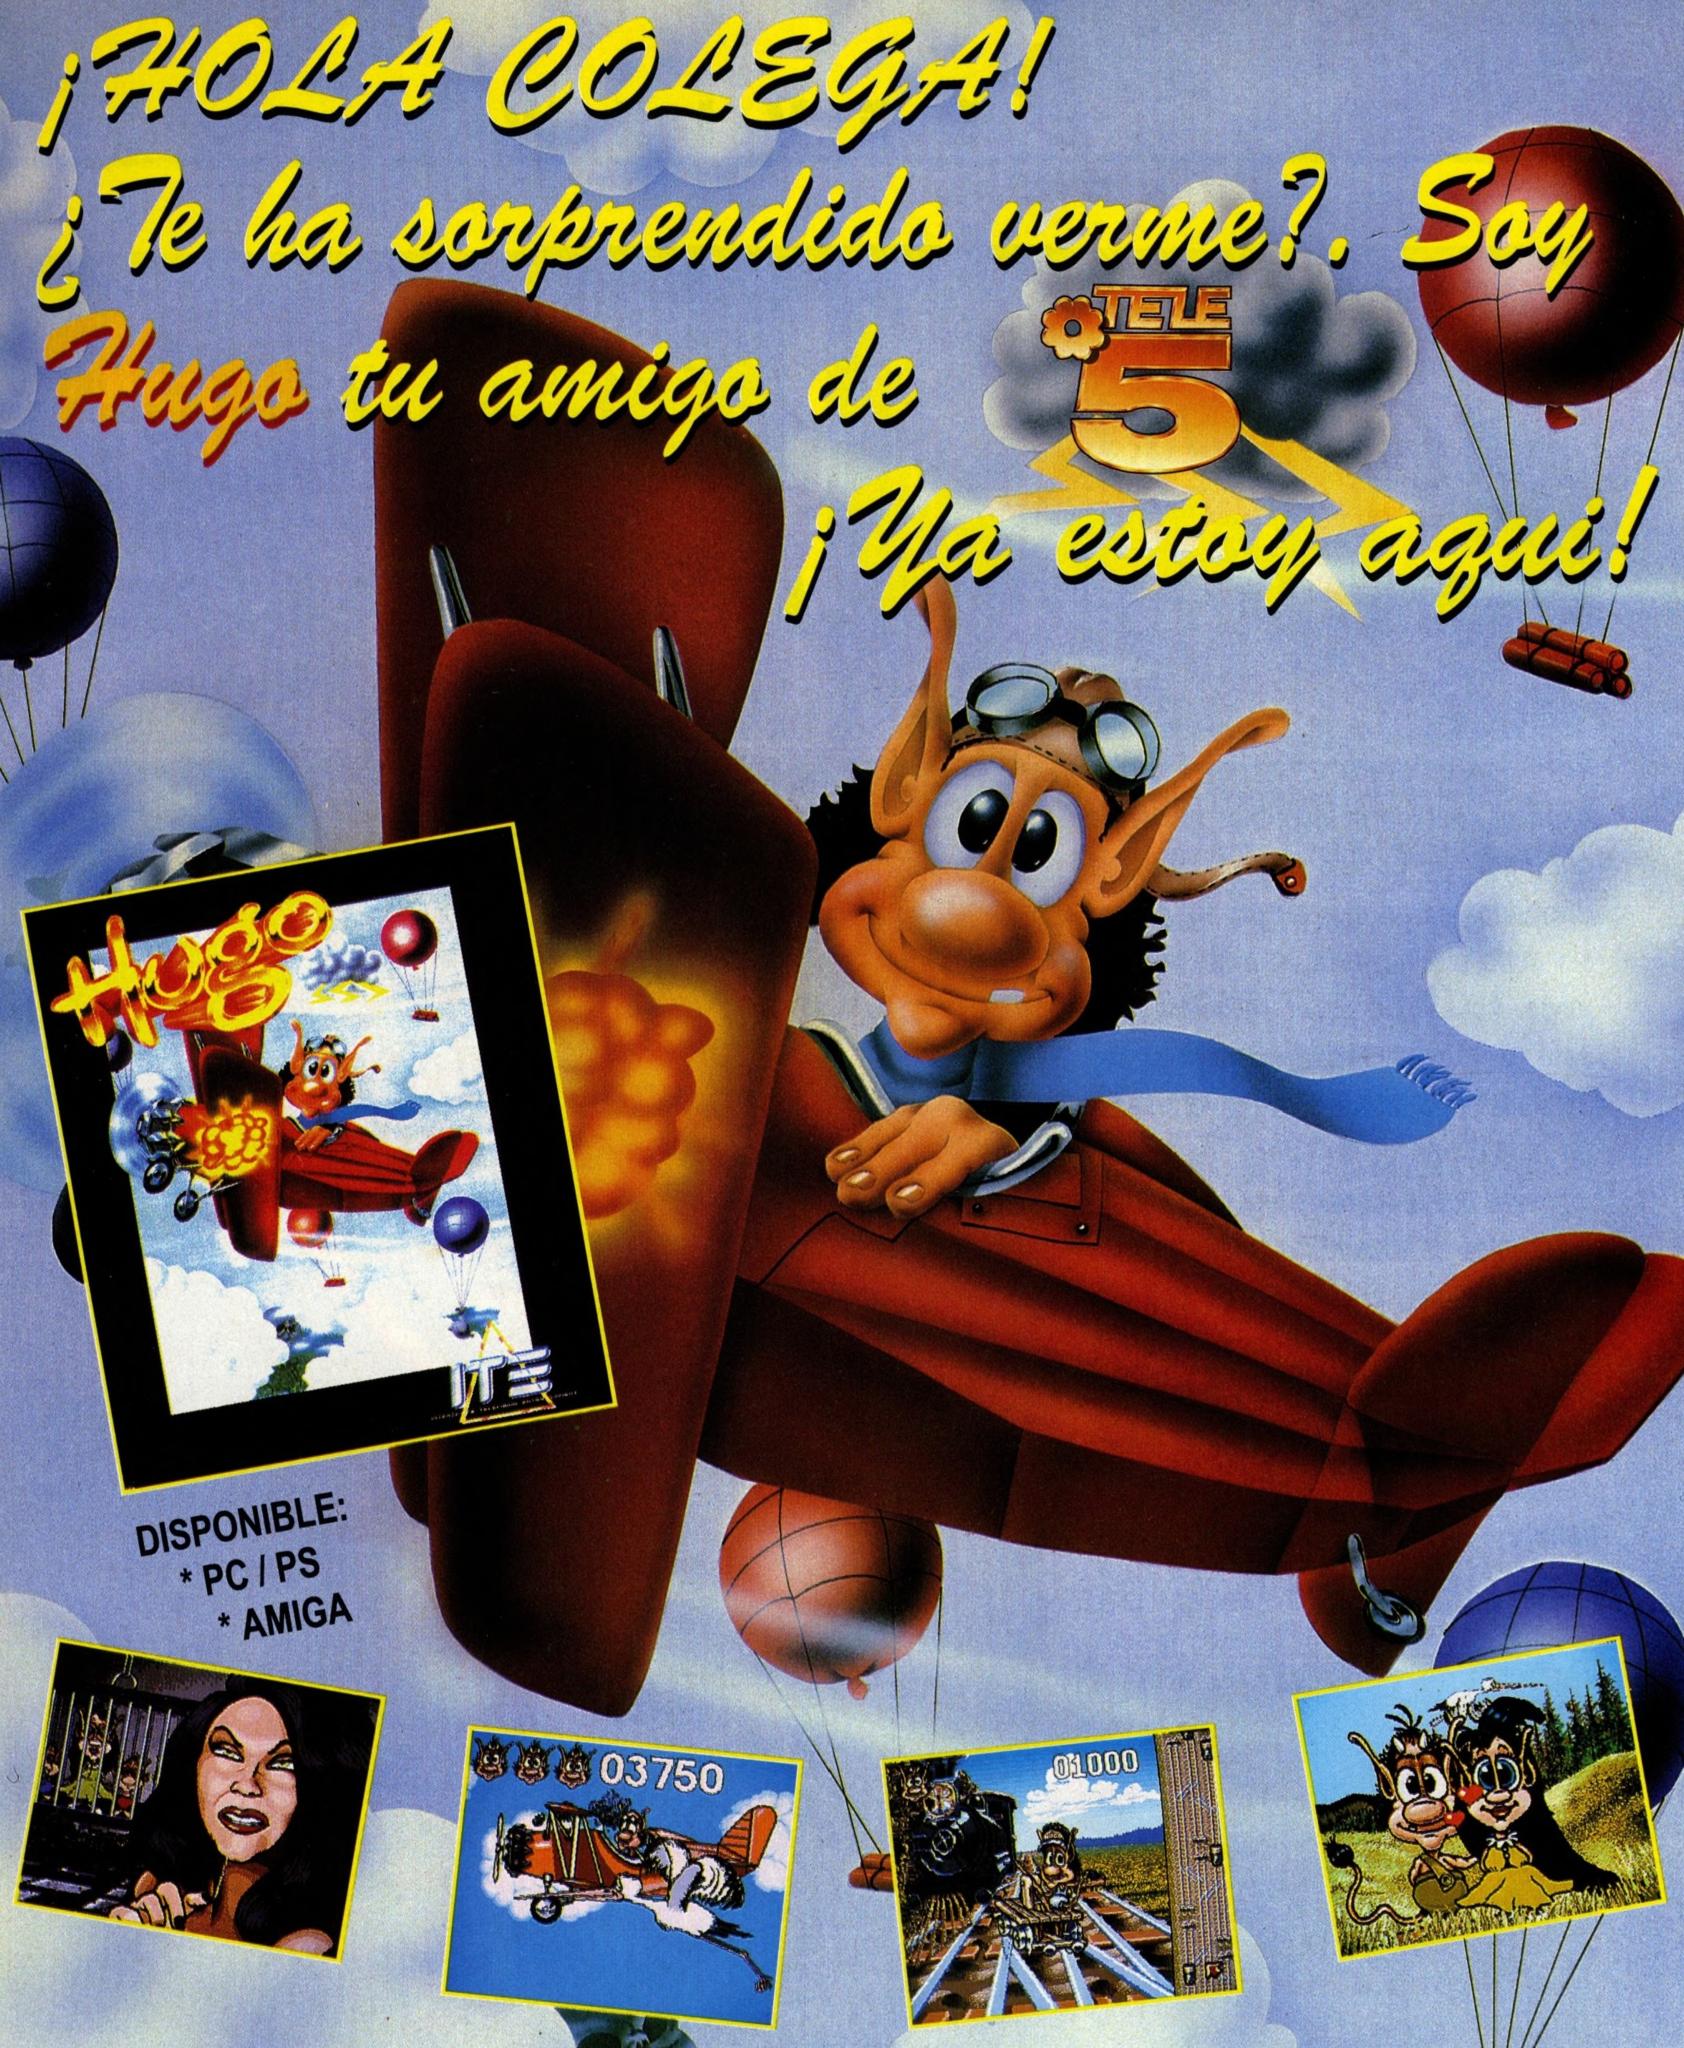 ¡HOLA COLEGA!
¿Te ha sorprendido verme?. Soy
Hugo tu amigo de TELE 5
¡Ya estoy aqui!
Hugo
ITE
DISPONIBLE:
* PC / PS
* AMIGA
03750
01000